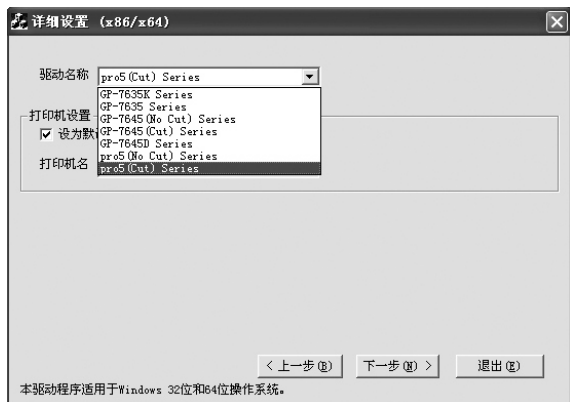 详细设置 (x86/x64)
驱动名称 pro5(Cut) Series
GP-7635K Series
GP-7635 Series
GP-7645(No Cut) Series
GP-7645(Cut) Series
GP-7645D Series
pro5(No Cut) Series
pro5(Cut) Series
打印机设置
设为默
打印机名
< 上一步(B)
下一步(N) >
退出(E)
本驱动程序适用于Windows 32位和64位操作系统。